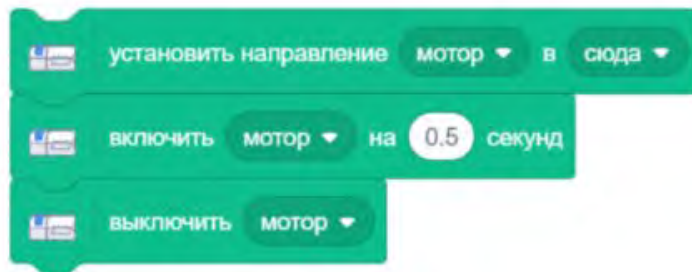 установить направление мотор в сюда
включить мотор на 0.5 секунд
выключить мотор